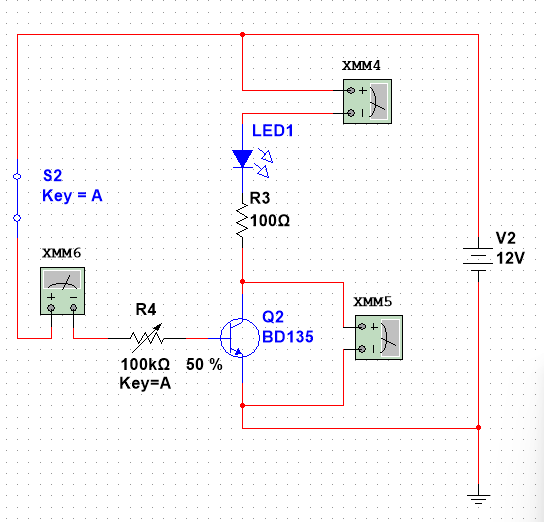 XMM4
+
−
LED1
S2
Key = A
R3
100Ω
V2
12V
XMM6
+ −
XMM5
+
−
R4
Q2
BD135
100kΩ 50 %
Key=A